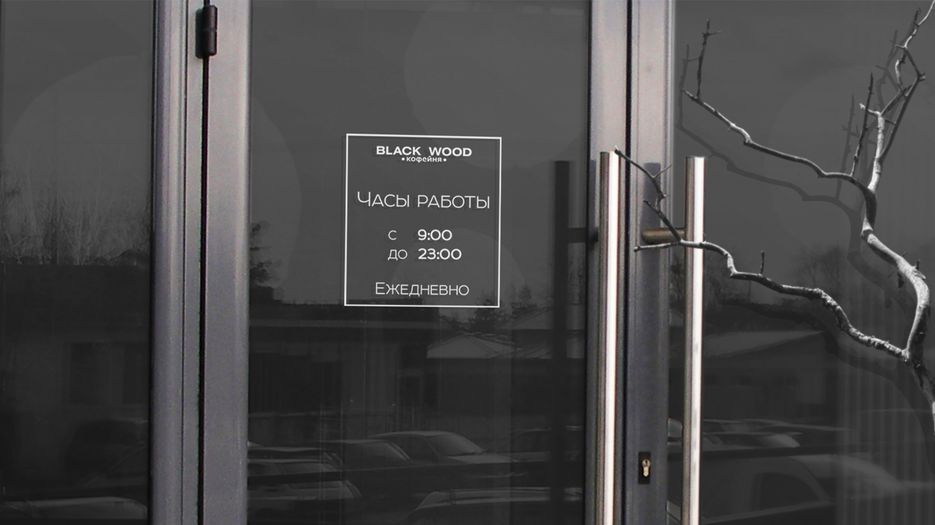 BLACK WOOD
•кофейня•
Часы работы
с 9:00
до 23:00
Ежедневно